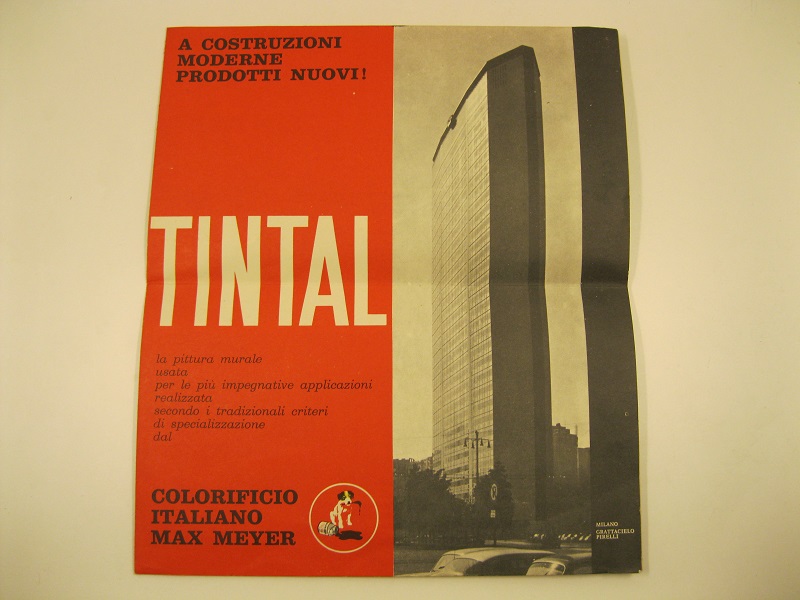 A COSTRUZIONI
MODERNE
PRODOTTI NUOVI!
TINTAL
la pittura murale
usata
per le più impegnative applicazioni
realizzata
secondo i tradizionali criteri
di specializzazione
dal
COLORIFICIO
ITALIANO
MAX MEYER
MILANO
GRATTACIELO
PIRELLI